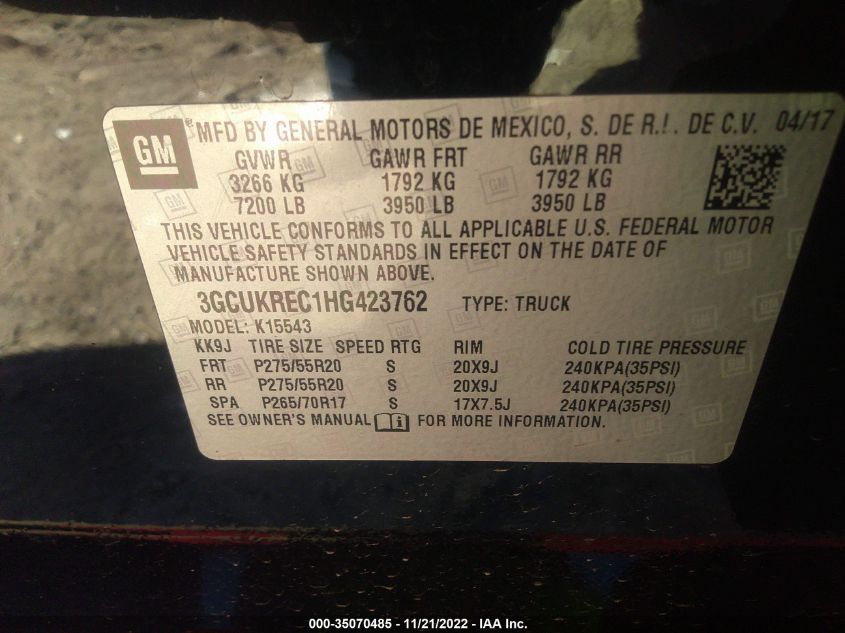 GM ® MFD BY GENERAL MOTORS DE MEXICO, S. DE R.L. DE C.V. 04/17
GVWR GAWR FRT GAWR RR
3266 KG 1792 KG 1792 KG
7200 LB 3950 LB 3950 LB
THIS VEHICLE CONFORMS TO ALL APPLICABLE U.S. FEDERAL MOTOR
VEHICLE SAFETY STANDARDS IN EFFECT ON THE DATE OF
MANUFACTURE SHOWN ABOVE.
3GCUKREC1HG423762 TYPE: TRUCK
MODEL: K15543
KK9J TIRE SIZE SPEED RTG RIM COLD TIRE PRESSURE
FRT P275/55R20 S 20X9J 240KPA(35PSI)
RR P275/55R20 S 20X9J 240KPA(35PSI)
SPA P265/70R17 S 17X7.5J 240KPA(35PSI)
SEE OWNER'S MANUAL FOR MORE INFORMATION.
000-35070485 - 11/21/2022 - IAA Inc.